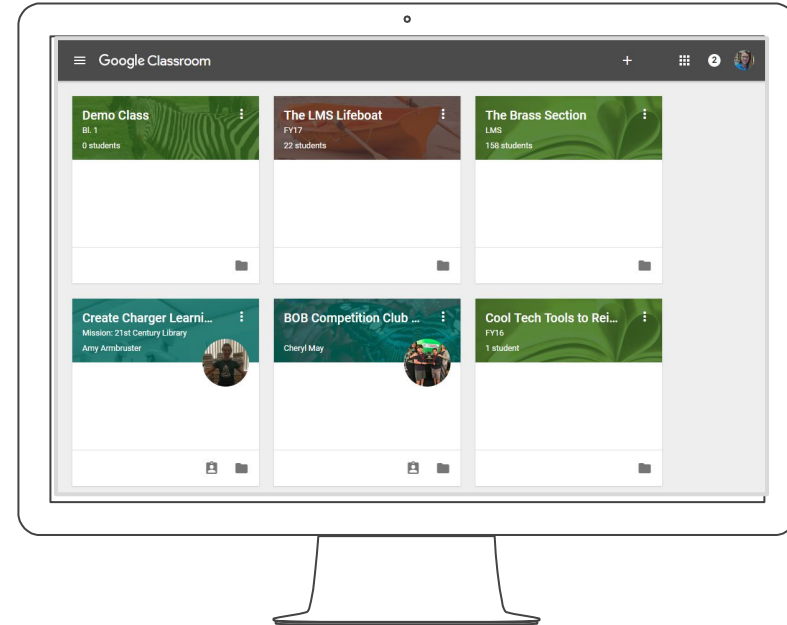 Google Classroom
+
2
Demo Class
Bl. 1
0 students
The LMS Lifeboat
FY17
22 students
The Brass Section
LMS
158 students
Create Charger Learni...
Mission: 21st Century Library
Amy Armbruster
BOB Competition Club ...
Cheryl May
Cool Tech Tools to Rei...
FY16
1 student